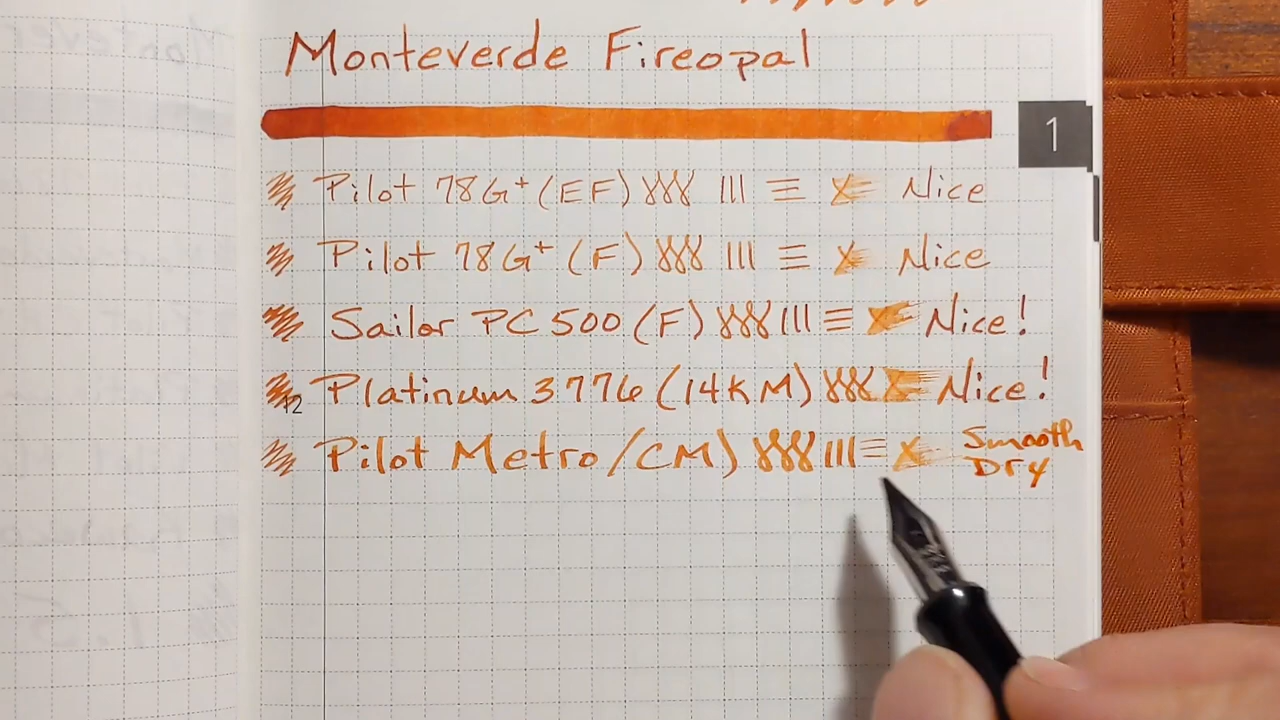 Monteverde Fireopal
1
Pilot 78G+ (EF) Nice
Pilot 78G+ (F) Nice
Sailor PC 500 (F) Nice!
Platinum 3776 (14K M) Nice!
12
Pilot Metro/CM) Smooth
Dry